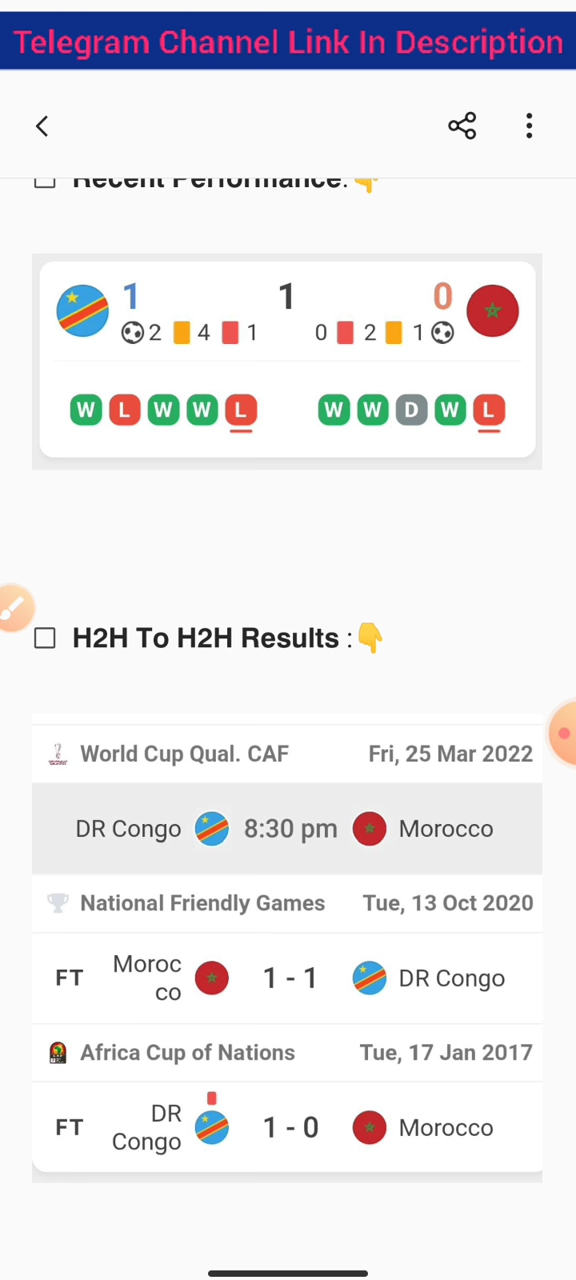 Telegram Channel Link In Description
Recent Performance:
1 1 0
2 4 1 0 2 1
W L W W L W W D W L
H2H To H2H Results :
World Cup Qual. CAF Fri, 25 Mar 2022
DR Congo 8:30 pm Morocco
National Friendly Games Tue, 13 Oct 2020
FT Moroc
co 1 - 1 DR Congo
Africa Cup of Nations Tue, 17 Jan 2017
FT DR
Congo 1 - 0 Morocco